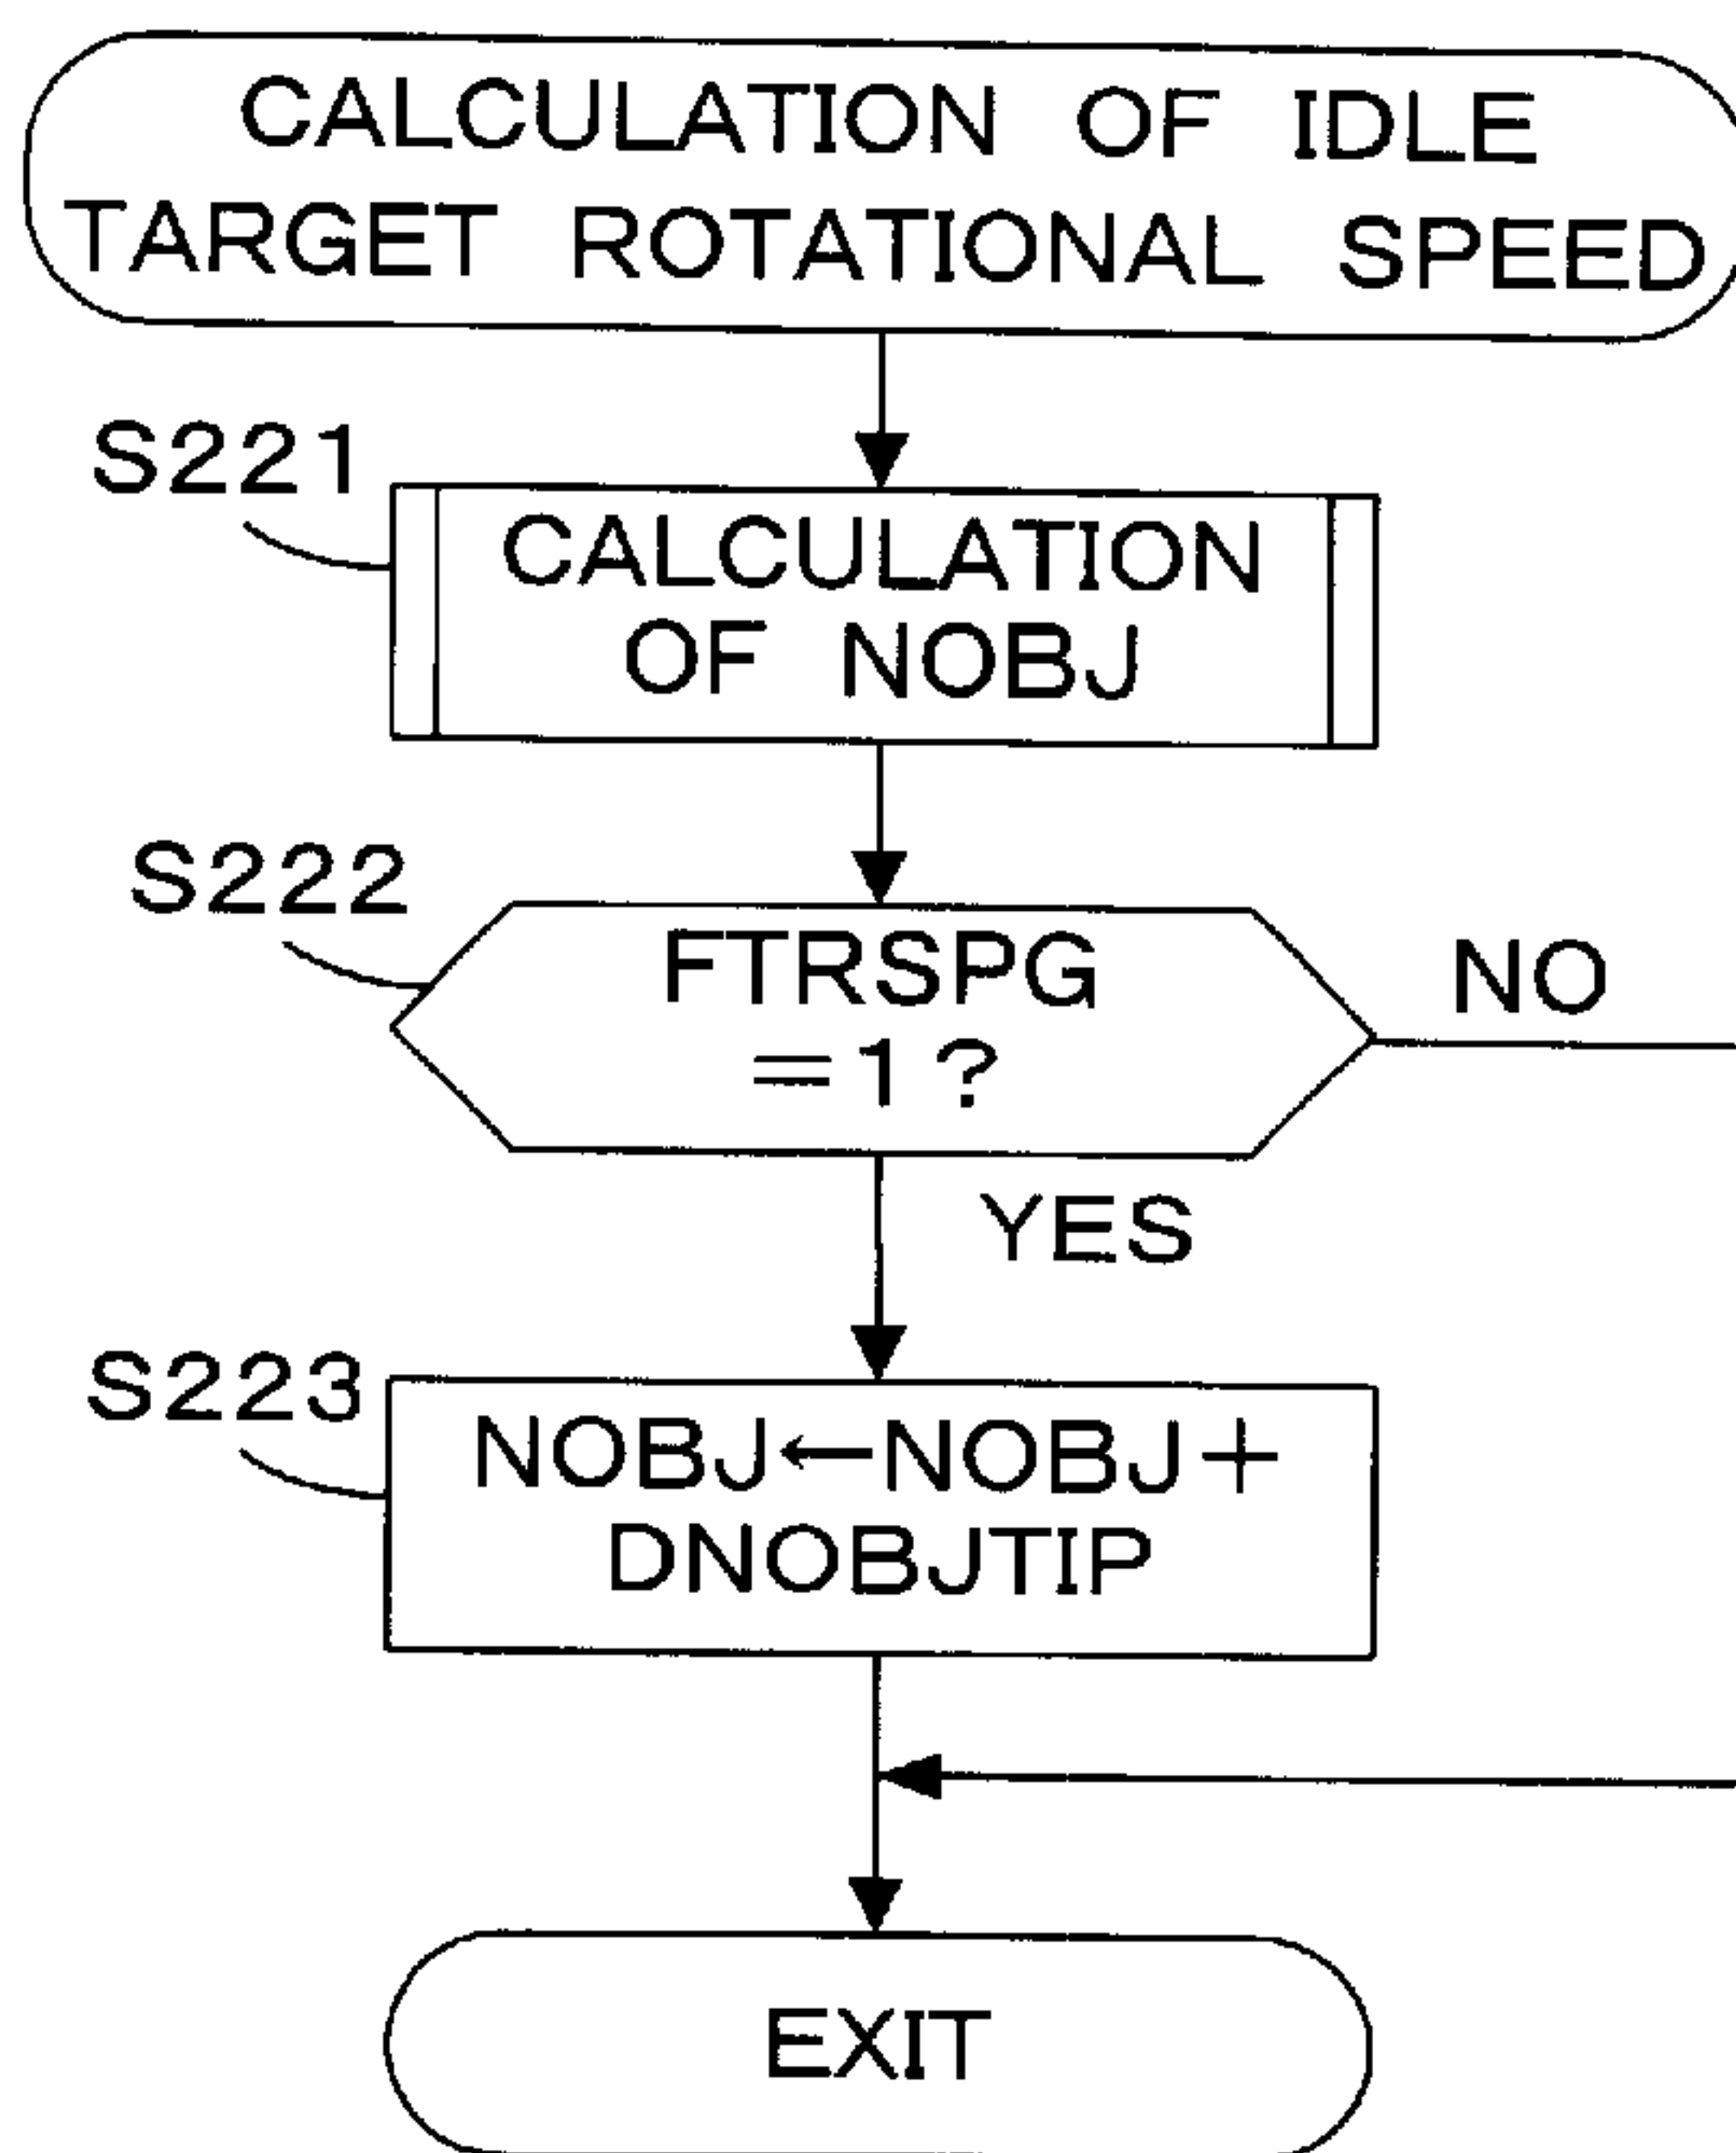 CALCULATION OF IDLE
TARGET ROTATIONAL SPEED
S221
CALCULATION
OF NOBJ
S222
FTRSPG
=1?
NO
YES
S223
NOBJ←NOBJ+
DNOBJTIP
EXIT